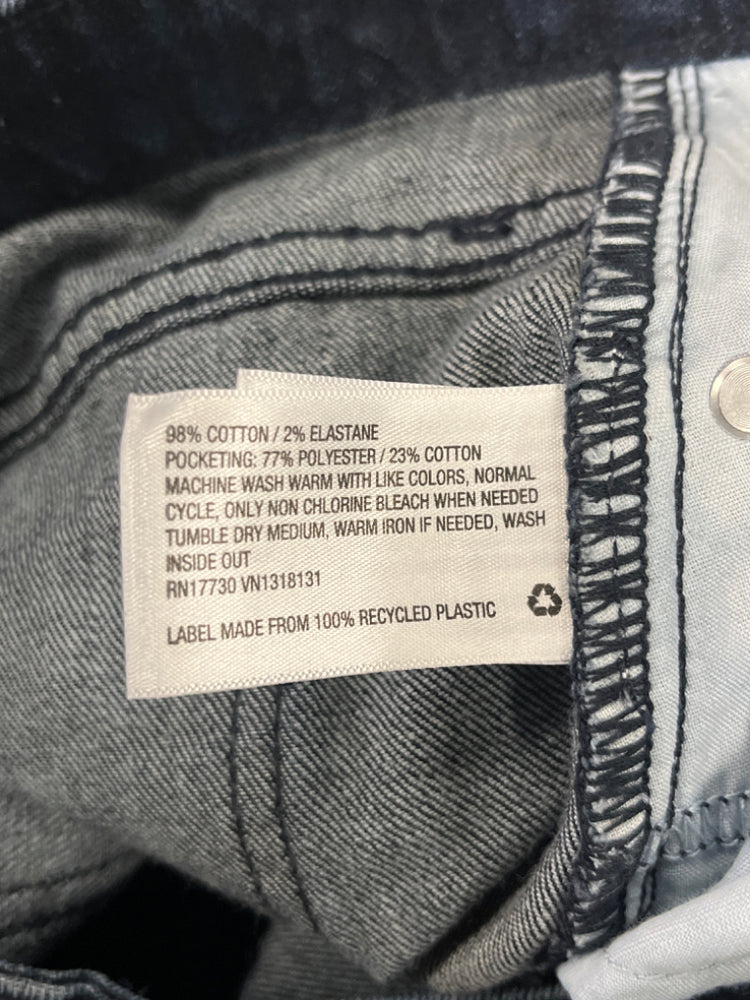 98% COTTON / 2% ELASTANE
POCKETING: 77% POLYESTER / 23% COTTON
MACHINE WASH WARM WITH LIKE COLORS, NORMAL
CYCLE, ONLY NON CHLORINE BLEACH WHEN NEEDED
TUMBLE DRY MEDIUM, WARM IRON IF NEEDED, WASH
INSIDE OUT
RN17730 VN1318131
LABEL MADE FROM 100% RECYCLED PLASTIC